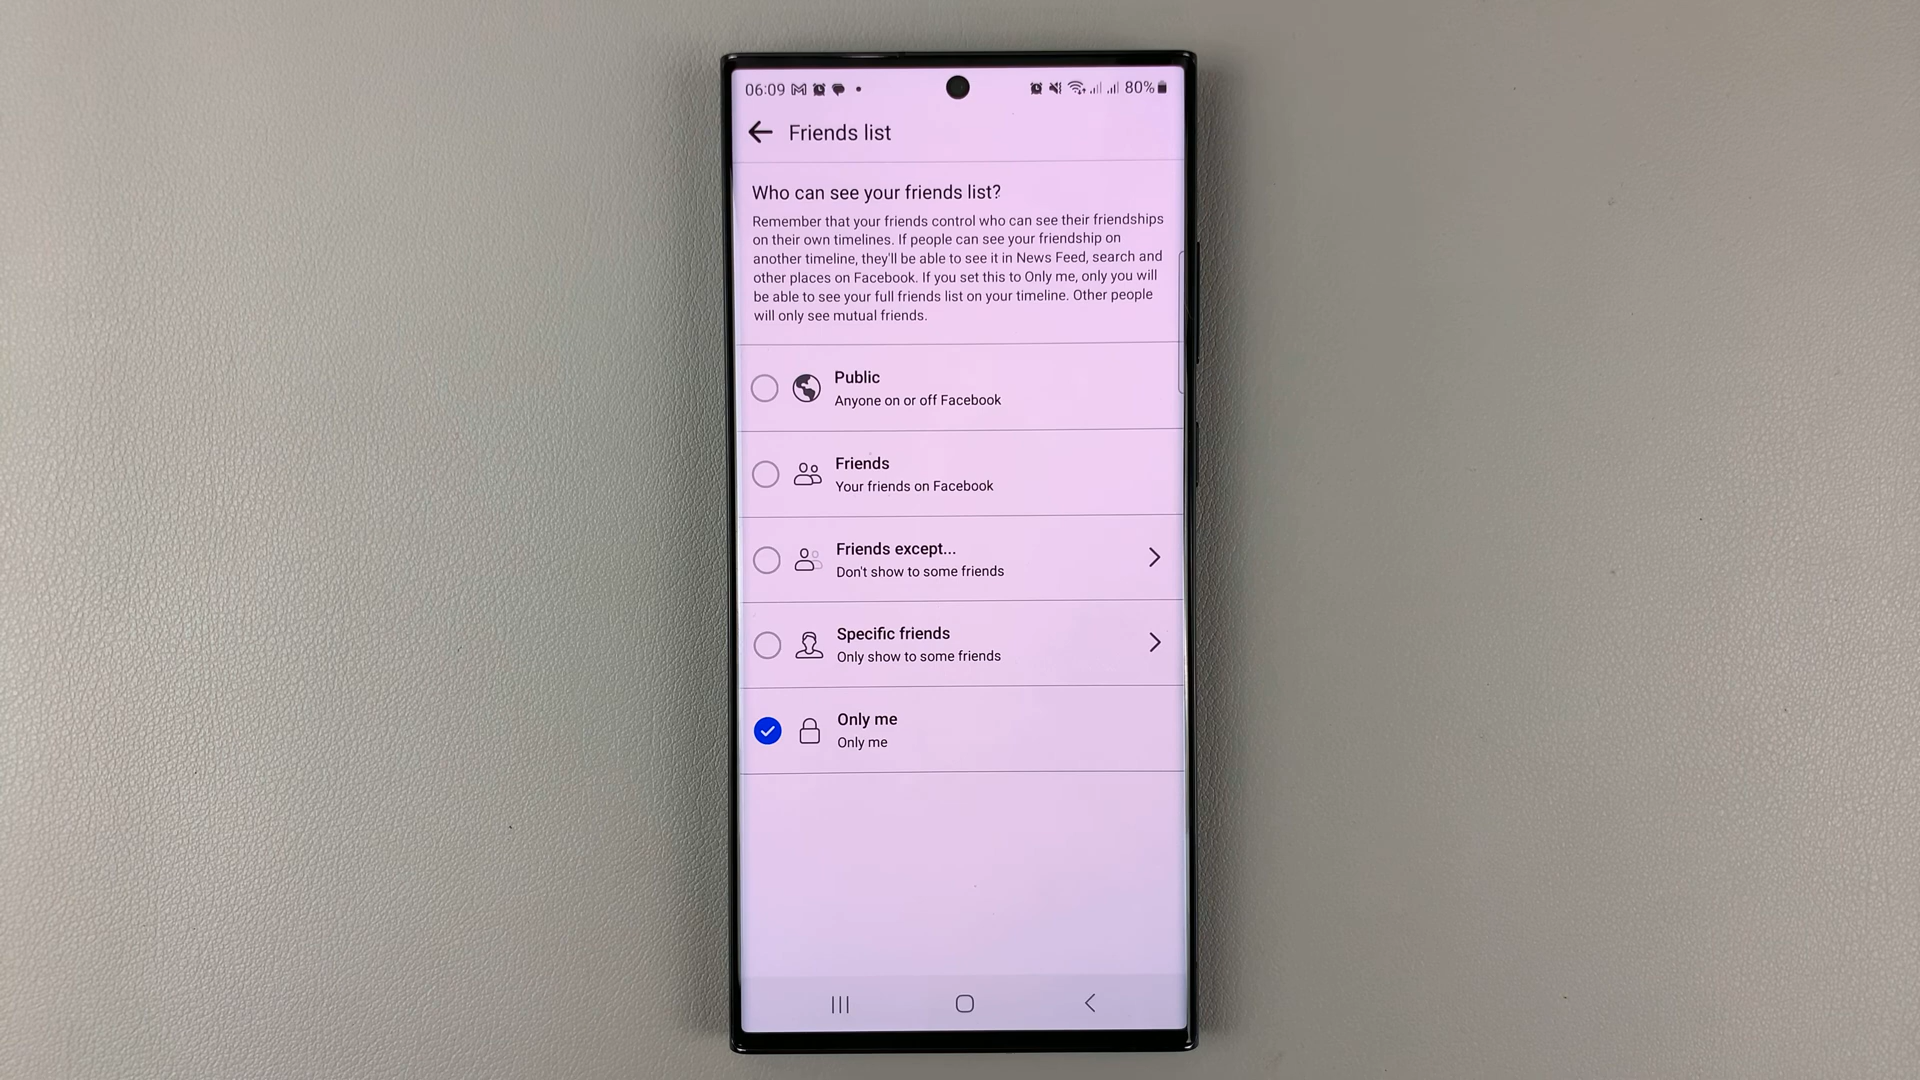 06:09 80%
Friends list
Who can see your friends list?
Remember that your friends control who can see their friendships
on their own timelines. If people can see your friendship on
another timeline, they'll be able to see it in News Feed, search and
other places on Facebook. If you set this to Only me, only you will
be able to see your full friends list on your timeline. Other people
will only see mutual friends.
Public
Anyone on or off Facebook
Friends
Your friends on Facebook
Friends except...
Don't show to some friends
Specific friends
Only show to some friends
Only me
Only me